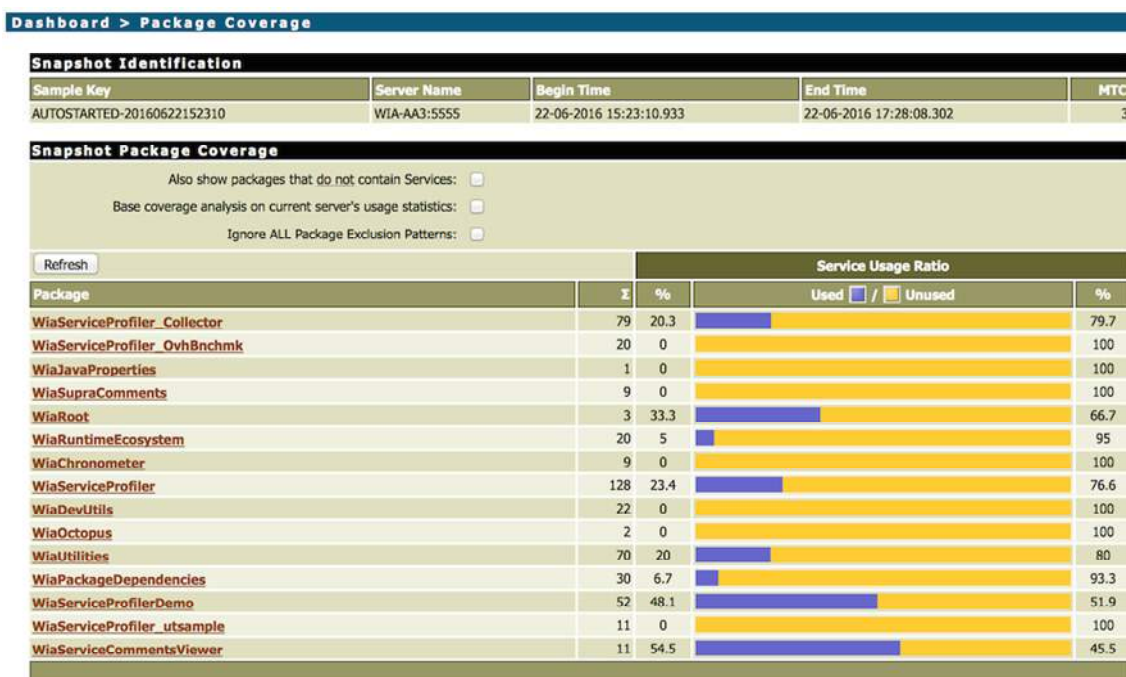 Dashboard > Package Coverage
Snapshot Identification
Sample Key Server Name Begin Time End Time MTC
AUTOSTARTED-20160622152310 WIA-AA3:5555 22-06-2016 15:23:10.933 22-06-2016 17:28:08.302 3
Snapshot Package Coverage
Also show packages that do not contain Services:
Base coverage analysis on current server's usage statistics:
Ignore ALL Package Exclusion Patterns:
Refresh Service Usage Ratio
Package Σ % Used / Unused %
WiaServiceProfiler_Collector 79 20.3 79.7
WiaServiceProfiler_OvhBnchmk 20 0 100
WiaJavaProperties 1 0 100
WiaSupraComments 9 0 100
WiaRoot 3 33.3 66.7
WiaRuntimeEcosystem 20 5 95
WiaChronometer 9 0 100
WiaServiceProfiler 128 23.4 76.6
WiaDevUtils 22 0 100
WiaOctopus 2 0 100
WiaUtilities 70 20 80
WiaPackageDependencies 30 6.7 93.3
WiaServiceProfilerDemo 52 48.1 51.9
WiaServiceProfiler_utsample 11 0 100
WiaServiceCommentsViewer 11 54.5 45.5